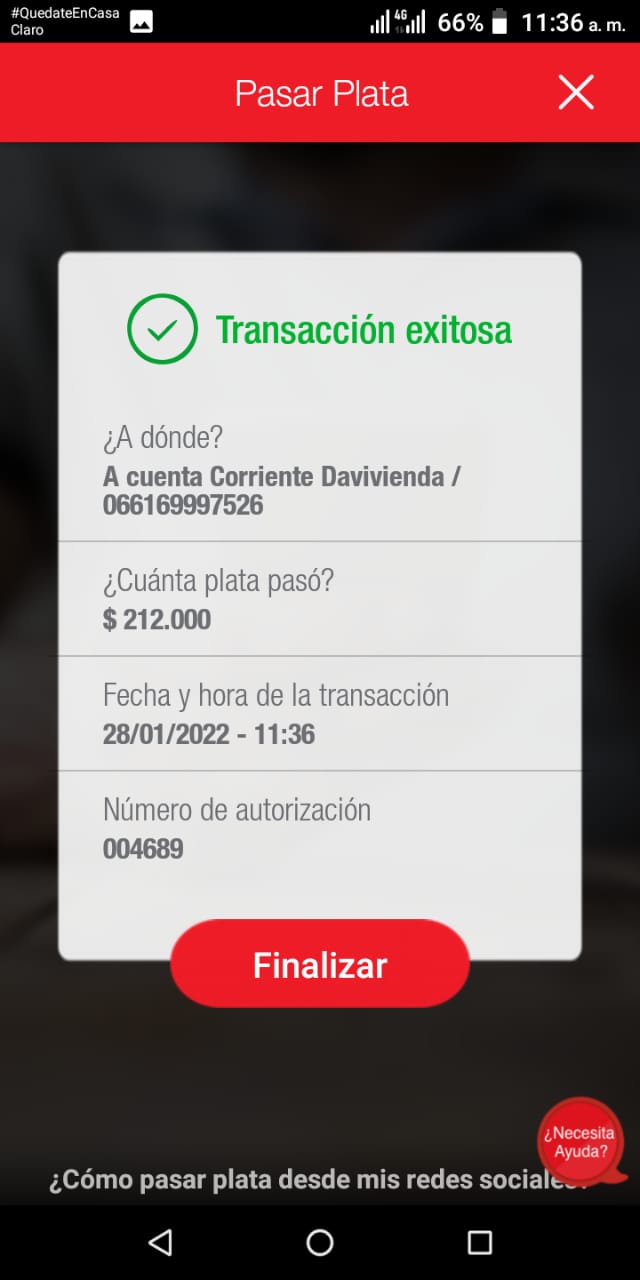 #QuedateEnCasa
Claro
4G
66%
11:36 a. m.
Pasar Plata
Transacción exitosa
¿A dónde?
A cuenta Corriente Davivienda /
066169997526
¿Cuánta plata pasó?
$ 212.000
Fecha y hora de la transacción
28/01/2022 - 11:36
Número de autorización
004689
Finalizar
¿Necesita
Ayuda?
¿Cómo pasar plata desde mis redes sociales?